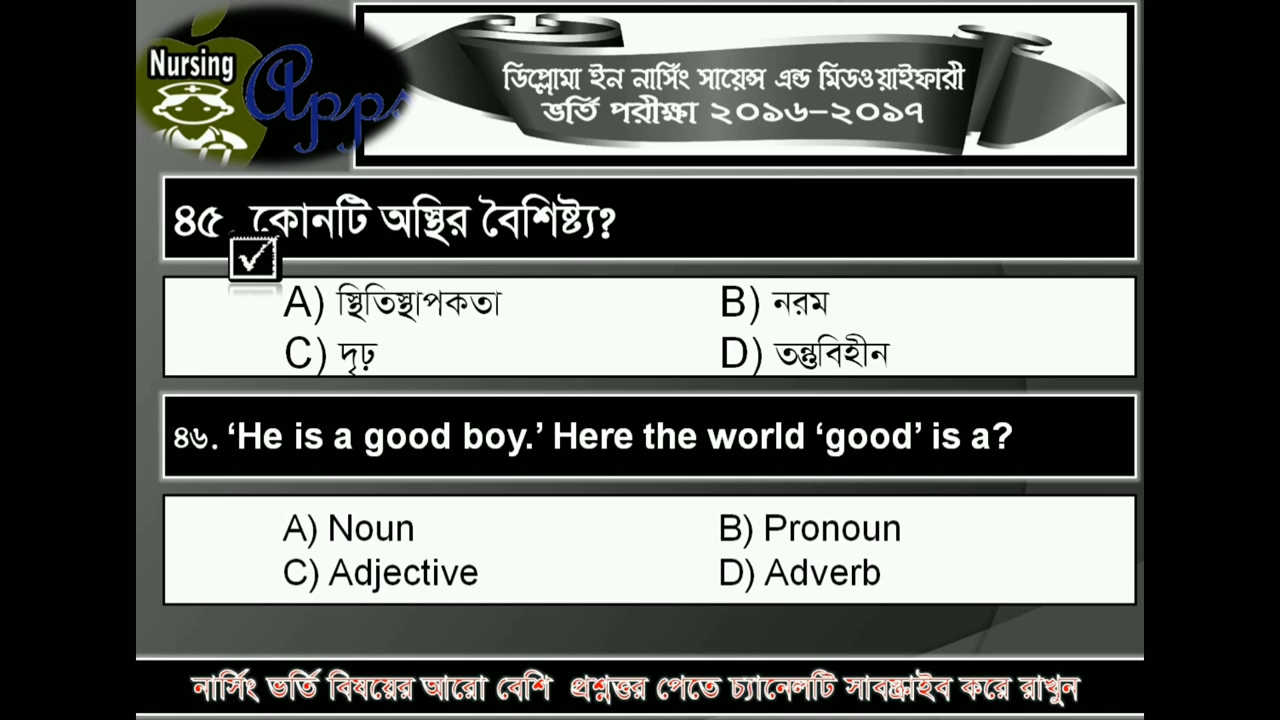 Nursing
Apps
ডিপ্লোমা ইন নার্সিং সায়েন্স এন্ড মিডওয়াইফারী
ভর্তি পরীক্ষা ২০১৬-২০১৭
৪৫. কোনটি অস্থির বৈশিষ্ট্য?
A) স্থিতিস্থাপকতা B) নরম
C) দৃঢ় D) তন্তুবিহীন
৪৬. ‘He is a good boy.’ Here the world ‘good’ is a?
A) Noun B) Pronoun
C) Adjective D) Adverb
নার্সিং ভর্তি বিষয়ের আরো বেশি প্রশ্নত্তর পেতে চ্যানেলটি সাবস্ক্রাইব করে রাখুন